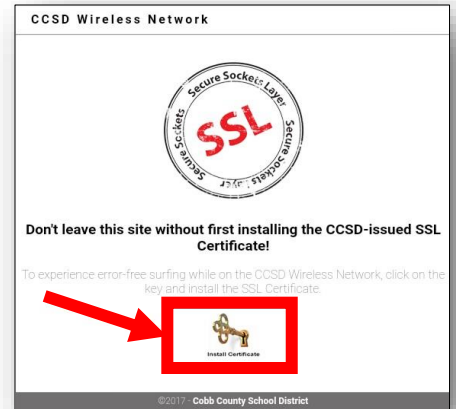 CCSD Wireless Network
Secure Sockets Layer
Secure Sockets
Secure Sockets Layer
SSL
Don't leave this site without first installing the CCSD-issued SSL
Certificate!
To experience error-free surfing while on the CCSD Wireless Network, click on the
key and install the SSL Certificate.
Install Certificate
©2017 - Cobb County School District